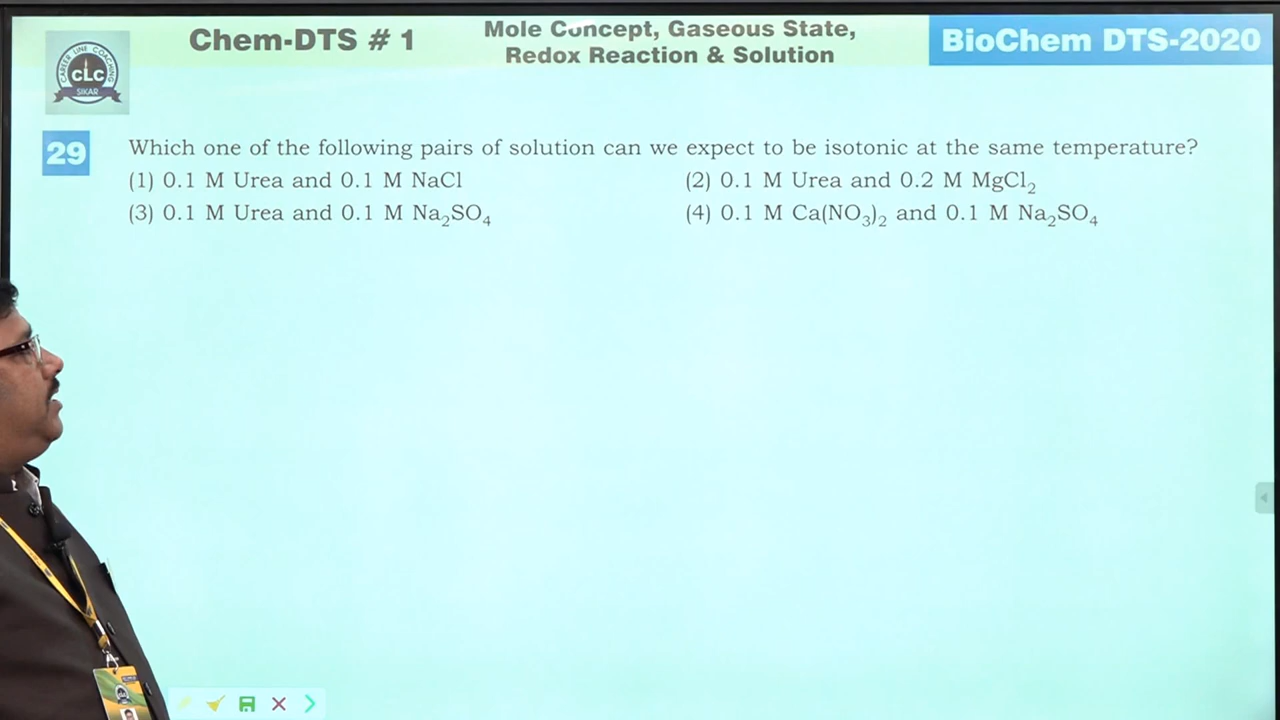 Chem-DTS # 1
Mole Concept, Gaseous State,
Redox Reaction & Solution
BioChem DTS-2020
CAREER LINE COACHING
CLC
SIKAR
29
Which one of the following pairs of solution can we expect to be isotonic at the same temperature?
(1) 0.1 M Urea and 0.1 M NaCl
(2) 0.1 M Urea and 0.2 M MgCl₂
(3) 0.1 M Urea and 0.1 M Na₂SO₄
(4) 0.1 M Ca(NO₃)₂ and 0.1 M Na₂SO₄